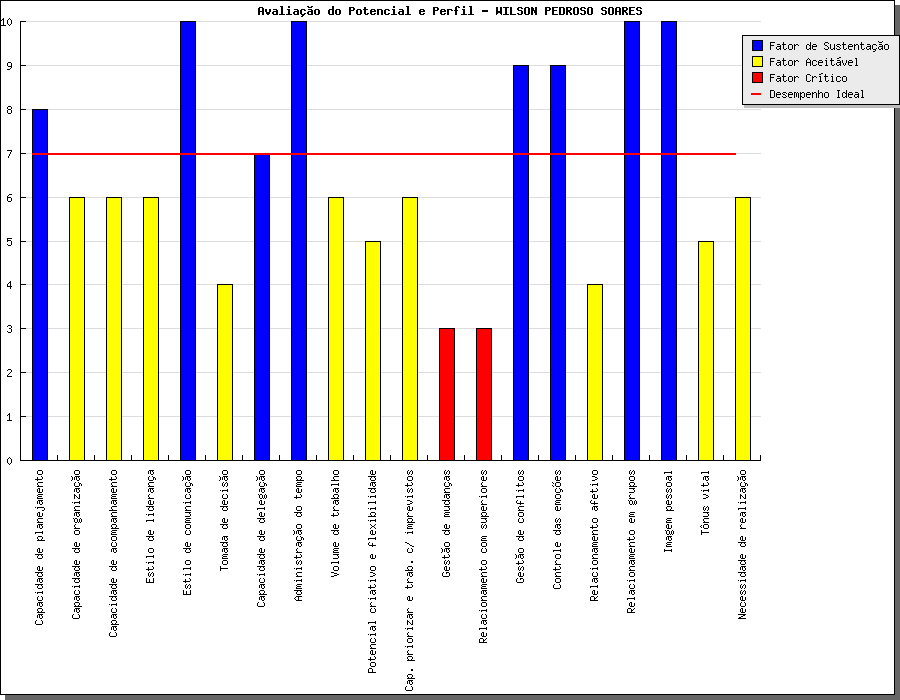 Avaliação do Potencial e Perfil - WILSON PEDROSO SOARES
Fator de Sustentação
Fator Aceitável
Fator Crítico
Desempenho Ideal
10
9
8
7
6
5
4
3
2
1
0
Capacidade de planejamento
Capacidade de organização
Capacidade de acompanhamento
Estilo de liderança
Estilo de comunicação
Tomada de decisão
Capacidade de delegação
Administração do tempo
Volume de trabalho
Potencial criativo e flexibilidade
Cap. priorizar e trab. c/ imprevistos
Gestão de mudanças
Relacionamento com superiores
Gestão de conflitos
Controle das emoções
Relacionamento afetivo
Relacionamento em grupos
Imagem pessoal
Tônus vital
Necessidade de realização